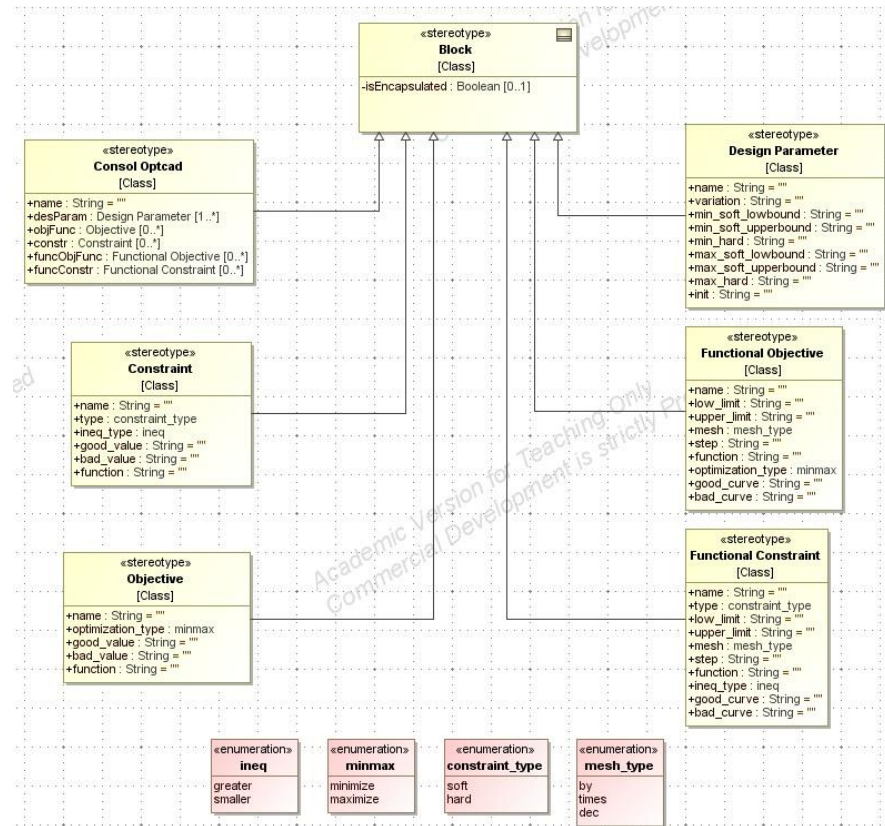 «stereotype»
Block
[Class]
-isEncapsulated : Boolean [0..1]
«stereotype»
Consol Optcad
[Class]
+name : String = ""
+desParam : Design Parameter [1..*]
+objFunc : Objective [0..*]
+constr : Constraint [0..*]
+funcObjFunc : Functional Objective [0..*]
+funcConstr : Functional Constraint [0..*]
«stereotype»
Design Parameter
[Class]
+name : String = ""
+variation : String = ""
+min_soft_lowbound : String = ""
+min_soft_upperbound : String = ""
+min_hard : String = ""
+max_soft_lowbound : String = ""
+max_soft_upperbound : String = ""
+max_hard : String = ""
+init : String = ""
«stereotype»
Constraint
[Class]
+name : String = ""
+type : constraint_type
+ineq_type : ineq
+good_value : String = ""
+bad_value : String = ""
+function : String = ""
«stereotype»
Functional Objective
[Class]
+name : String = ""
+low_limit : String = ""
+upper_limit : String = ""
+mesh : mesh_type
+step : String = ""
+function : String = ""
+optimization_type : minmax
+good_curve : String = ""
+bad_curve : String = ""
«stereotype»
Objective
[Class]
+name : String = ""
+optimization_type : minmax
+good_value : String = ""
+bad_value : String = ""
+function : String = ""
«stereotype»
Functional Constraint
[Class]
+name : String = ""
+type : constraint_type
+low_limit : String = ""
+upper_limit : String = ""
+mesh : mesh_type
+step : String = ""
+function : String = ""
+ineq_type : ineq
+good_curve : String = ""
+bad_curve : String = ""
Academic Version for Teaching Only
Commercial Development is strictly
«enumeration»
ineq
greater
smaller
«enumeration»
minmax
minimize
maximize
«enumeration»
constraint_type
soft
hard
«enumeration»
mesh_type
by
times
dec